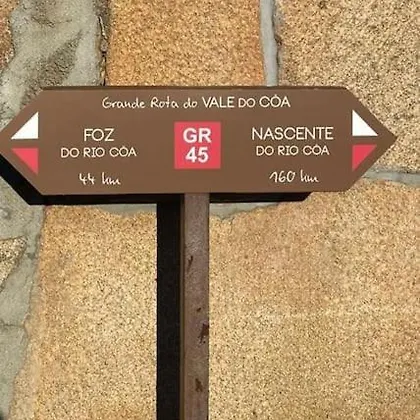 Grande Rota do VALE DO CÔA
FOZ
DO RIO CÔA
44 km
GR
45
NASCENTE
DO RIO CÔA
160 km